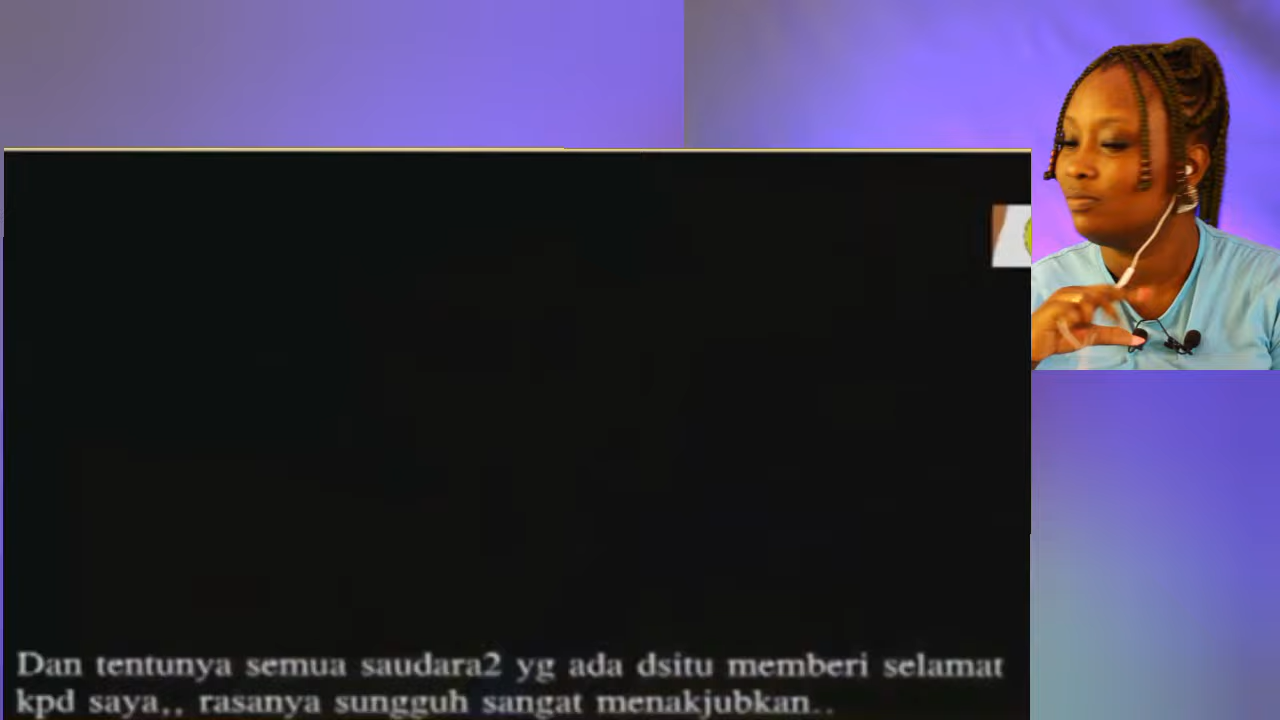 Dan tentunya semua saudara2 yg ada dsitu memberi selamat
kpd saya,, rasanya sungguh sangat menakjubkan..